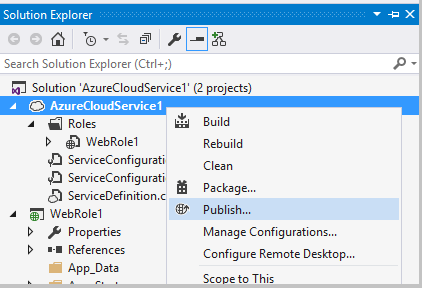 Solution Explorer
Search Solution Explorer (Ctrl+;)
Solution 'AzureCloudService1' (2 projects)
AzureCloudService1
Roles
WebRole1
ServiceConfigurati
ServiceConfigurati
ServiceDefinition.c
WebRole1
Properties
References
App_Data
Build
Rebuild
Clean
Package...
Publish...
Manage Configurations...
Configure Remote Desktop...
Scope to This